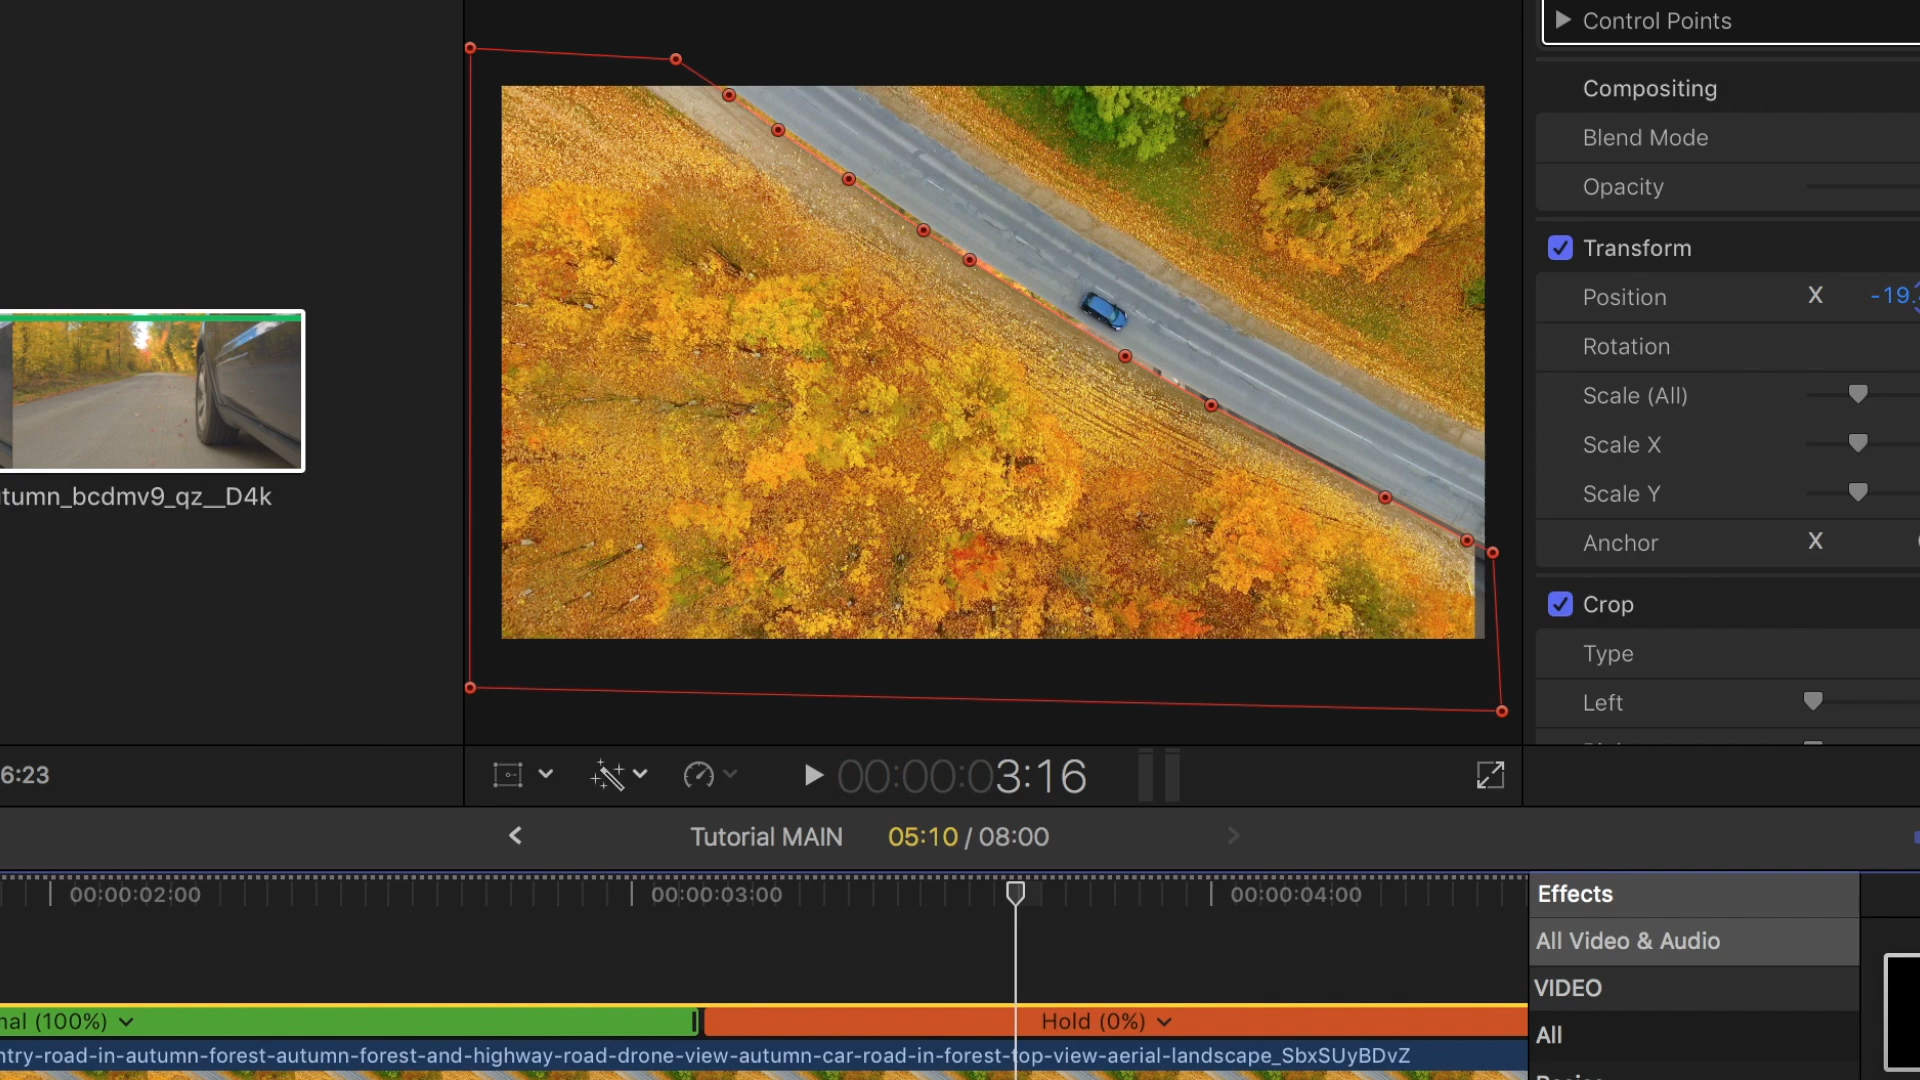 Control Points
Compositing
Blend Mode
Opacity
Transform
Position X -19.
Rotation
Scale (All)
Scale X
Scale Y
Anchor X
Crop
Type
Left
tumn_bcdmv9_qz__D4k
6:23
00:00:03:16
Tutorial MAIN 05:10 / 08:00
00:00:02:00 00:00:03:00 00:00:04:00
Effects
All Video & Audio
VIDEO
All
nal (100%) Hold (0%)
ntry-road-in-autumn-forest-autumn-forest-and-highway-road-drone-view-autumn-car-road-in-forest-top-view-aerial-landscape_SbxSUyBDvZ